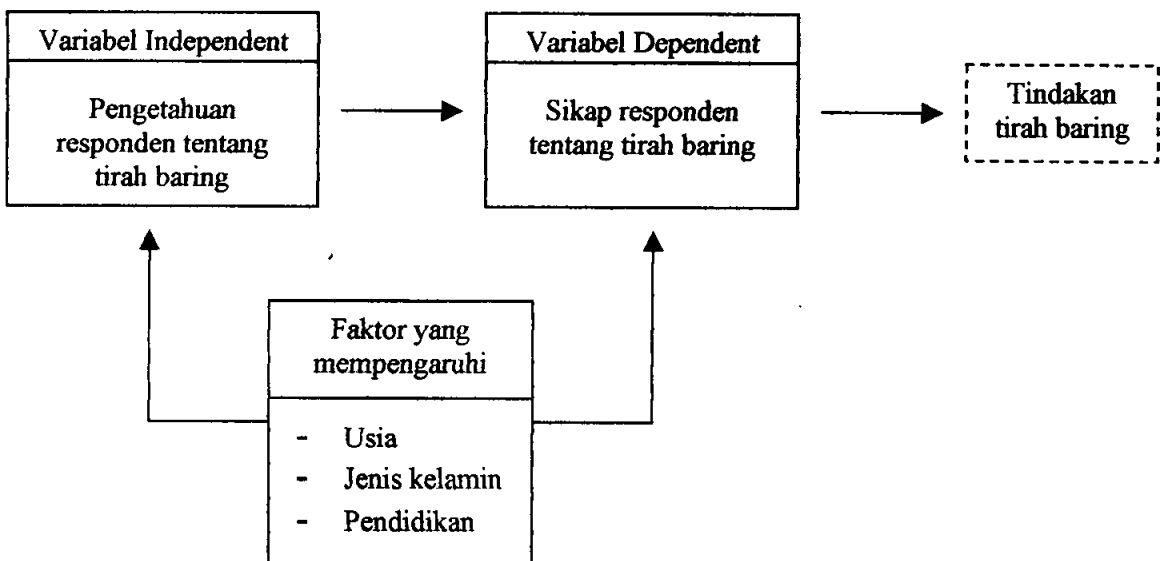 Variabel Independent
Pengetahuan
responden tentang
tirah baring
Variabel Dependent
Sikap responden
tentang tirah baring
Tindakan
tirah baring
Faktor yang
mempengaruhi
- Usia
- Jenis kelamin
- Pendidikan